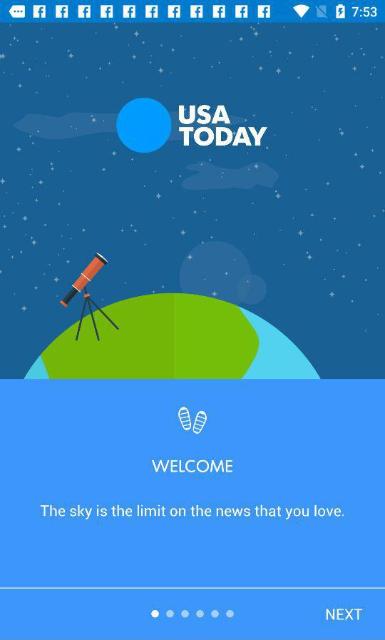 7:53
USA
TODAY
WELCOME
The sky is the limit on the news that you love.
NEXT